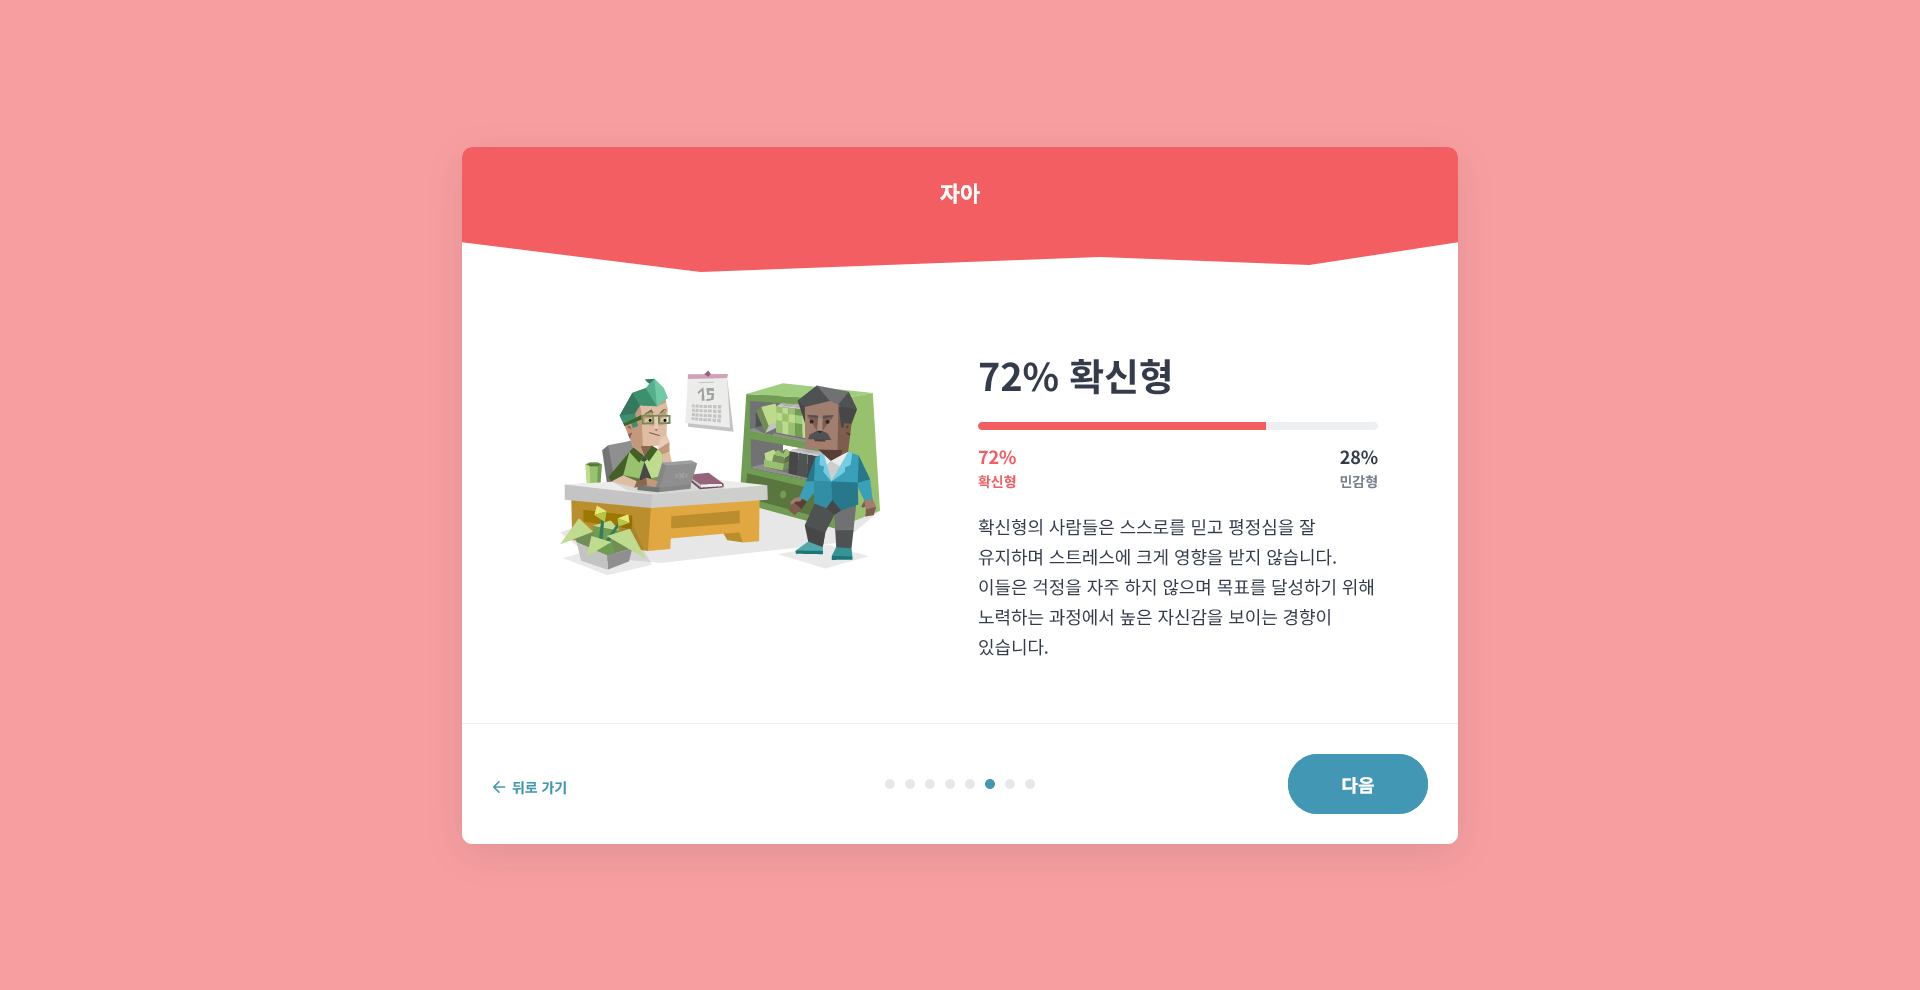 자아
15
72% 확신형
72%
확신형
28%
민감형
확신형의 사람들은 스스로를 믿고 평정심을 잘
유지하며 스트레스에 크게 영향을 받지 않습니다.
이들은 걱정을 자주 하지 않으며 목표를 달성하기 위해
노력하는 과정에서 높은 자신감을 보이는 경향이
있습니다.
뒤로 가기
다음